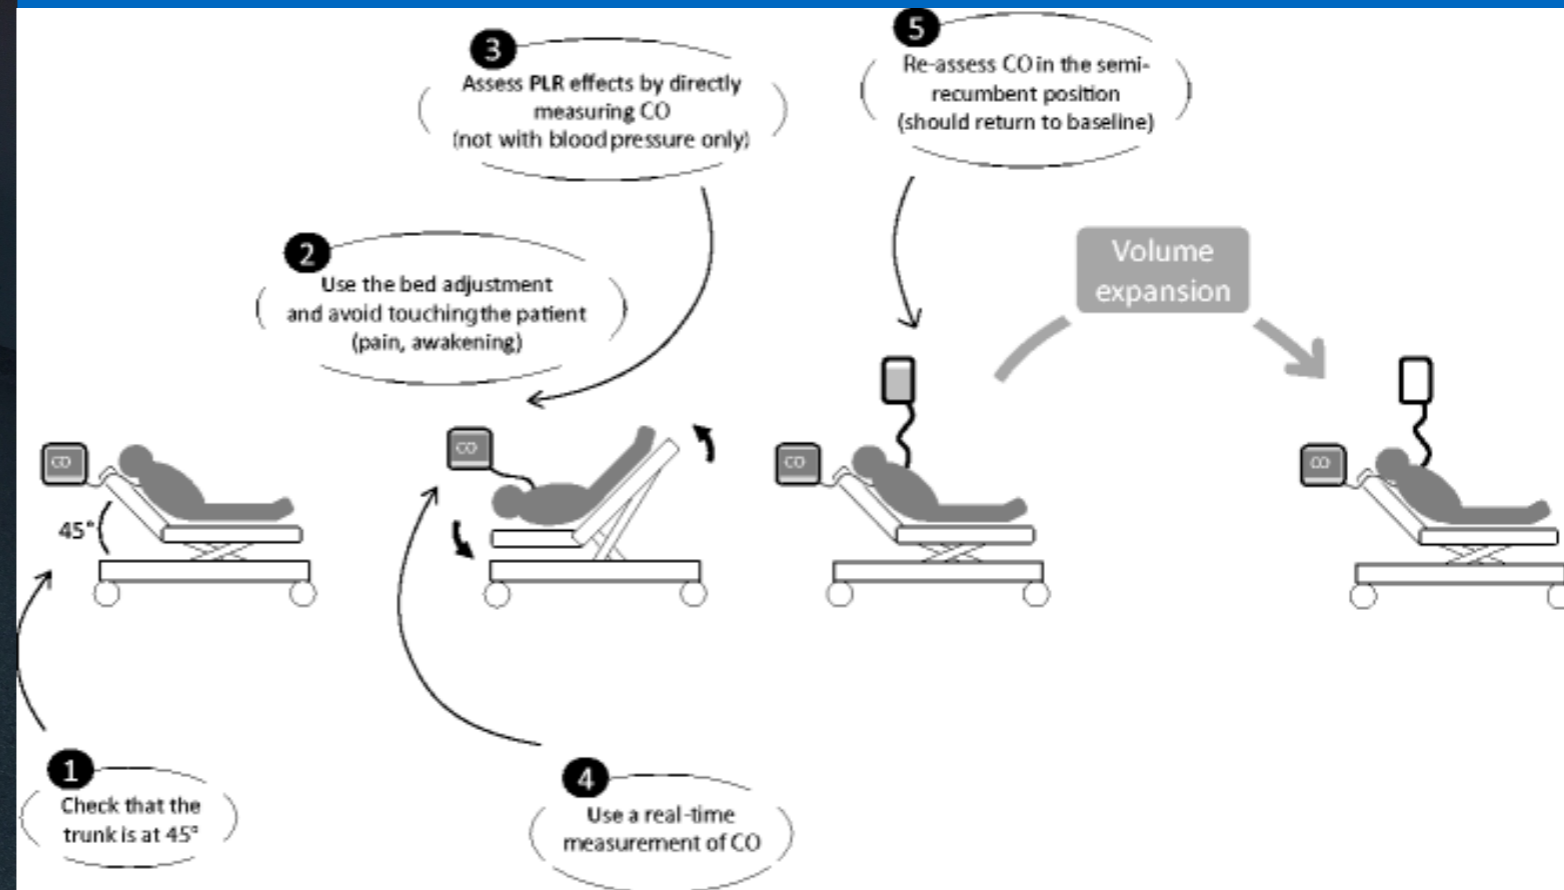 3
Assess PLR effects by directly
measuring CO
(not with blood pressure only)
5
Re-assess CO in the semi-
recumbent position
(should return to baseline)
2
Use the bed adjustment
and avoid touching the patient
(pain, awakening)
Volume
expansion
CO
45°
CO
CO
CO
1
Check that the
trunk is at 45°
4
Use a real-time
measurement of CO